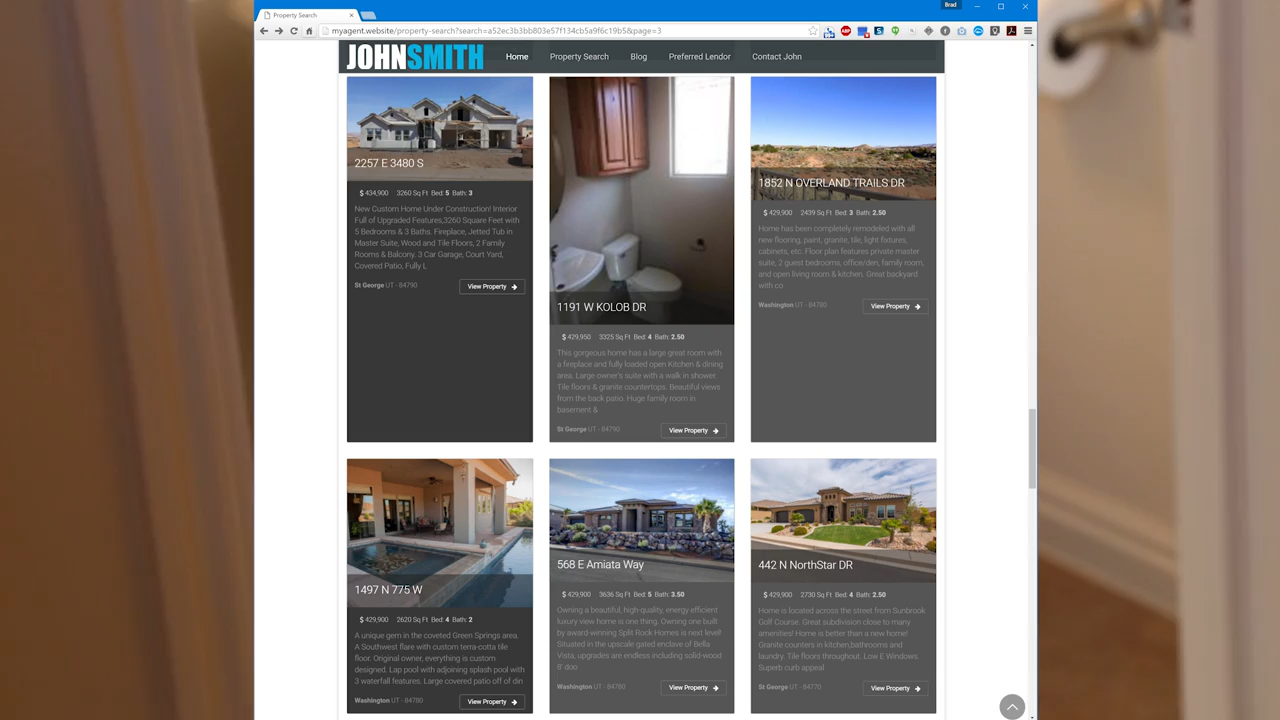 Brad
Property Search
myagent.website/property-search?search=a52ec3b3bb803e57f134cb5a9f6c19b5&page=3
JOHNSMITH
Home
Property Search
Blog
Preferred Lendor
Contact John
2257 E 3480 S
$ 434,900 3260 Sq Ft Bed: 5 Bath: 3
New Custom Home Under Construction! Interior
Full of Upgraded Features,3260 Square Feet with
5 Bedrooms & 3 Baths. Fireplace, Jetted Tub in
Master Suite, Wood and Tile Floors, 2 Family
Rooms & Balcony. 3 Car Garage, Court Yard,
Covered Patio, Fully L
St George UT - 84790
View Property
1191 W KOLOB DR
$ 429,950 3325 Sq Ft Bed: 4 Bath: 2.50
This gorgeous home has a large great room with
a fireplace and fully loaded open Kitchen & dining
area. Large owner's suite with a walk in shower.
Tile floors & granite countertops. Beautiful views
from the back patio. Huge family room in
basement &
St George UT - 84790
View Property
1852 N OVERLAND TRAILS DR
$ 429,900 2439 Sq Ft Bed: 3 Bath: 2.50
Home has been completely remodeled with all
new flooring, paint, granite, tile, light fixtures,
cabinets, etc. Floor plan features private master
suite, 2 guest bedrooms, office/den, family room,
and open living room & kitchen. Great backyard
with co
Washington UT - 84780
View Property
1497 N 775 W
$ 429,900 2620 Sq Ft Bed: 4 Bath: 2
A unique gem in the coveted Green Springs area.
A Southwest flare with custom terra-cotta tile
floor. Original owner, everything is custom
designed. Lap pool with adjoining splash pool with
3 waterfall features. Large covered patio off of din
Washington UT - 84780
View Property
568 E Amiata Way
$ 429,900 3636 Sq Ft Bed: 5 Bath: 3.50
Owning a beautiful, high-quality, energy efficient
luxury view home is one thing. Owning one built
by award-winning Split Rock Homes is next level!
Situated in the upscale gated enclave of Bella
Vista, upgrades are endless including solid-wood
8' doo
Washington UT - 84780
View Property
442 N NorthStar DR
$ 429,900 2730 Sq Ft Bed: 4 Bath: 2.50
Home is located across the street from Sunbrook
Golf Course. Great subdivision close to many
amenities! Home is better than a new home!
Granite counters in kitchen,bathrooms and
laundry. Tile floors throughout. Low E Windows.
Superb curb appeal
St George UT - 84770
View Property